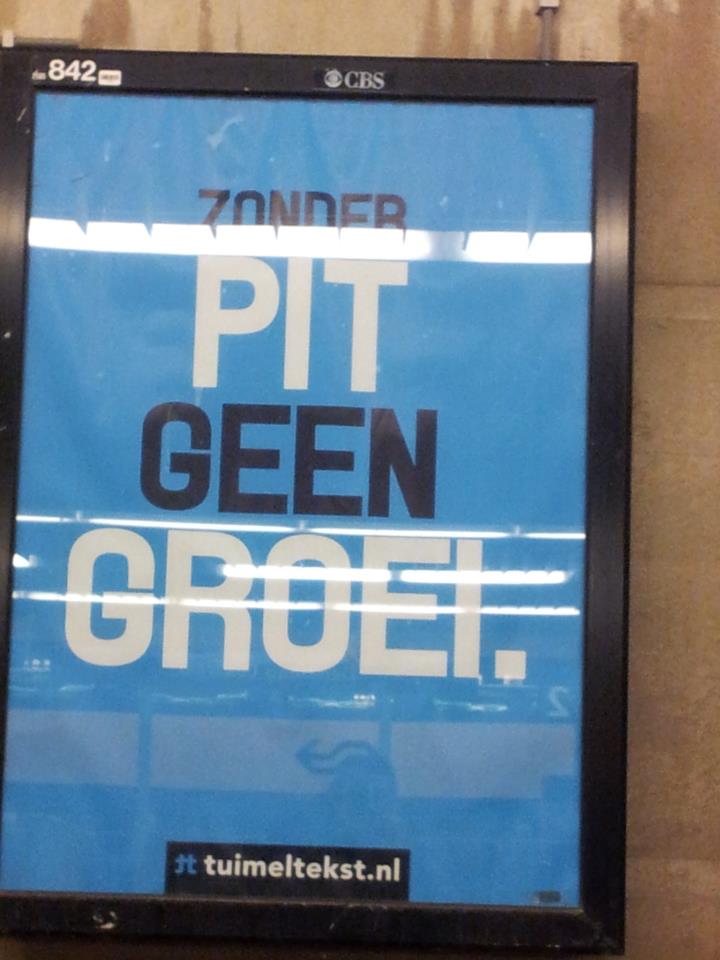 842
CBS
ZONDER
PIT
GEEN
GROEI.
tuimeltekst.nl